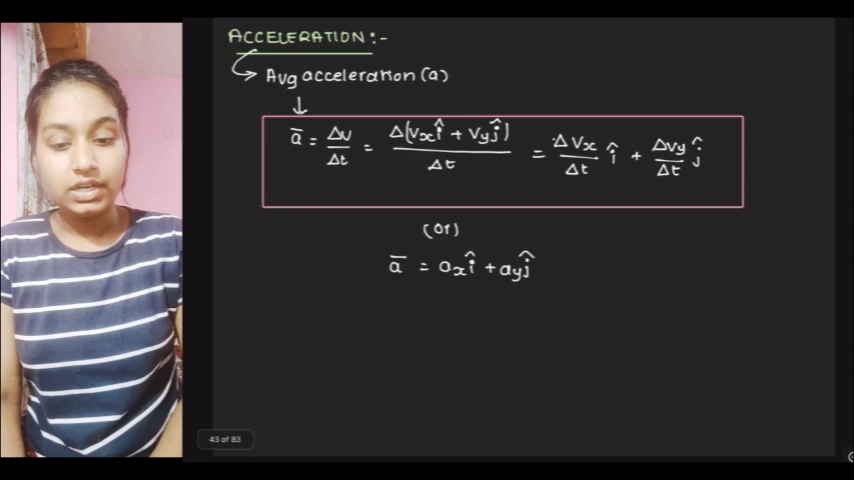 ACCELERATION :-
→ Avg acceleration (a)
↓
a̅ = Δv/Δt = Δ(vxî + vyĵ)/Δt = Δvx/Δt î + Δvy/Δt ĵ
(or)
a̅ = axî + ayĵ
43 of 83